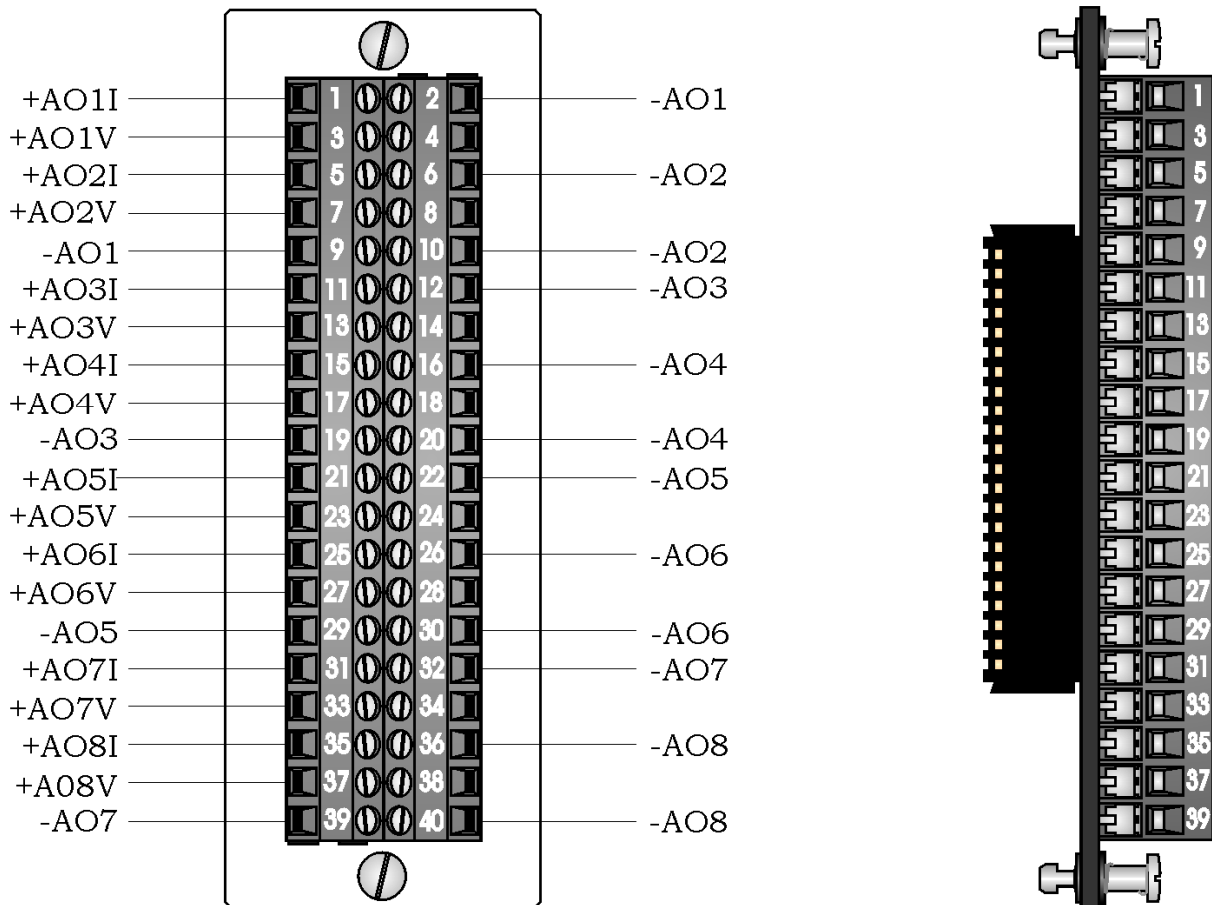 +AO1I 1 2 -AO1 1
+AO1V 3 4 3
+AO2I 5 6 -AO2 5
+AO2V 7 8 7
-AO1 9 10 -AO2 9
+AO3I 11 12 -AO3 11
+AO3V 13 14 13
+AO4I 15 16 -AO4 15
+AO4V 17 18 17
-AO3 19 20 -AO4 19
+AO5I 21 22 -AO5 21
+AO5V 23 24 23
+AO6I 25 26 -AO6 25
+AO6V 27 28 27
-AO5 29 30 -AO6 29
+AO7I 31 32 -AO7 31
+AO7V 33 34 33
+AO8I 35 36 -AO8 35
+A08V 37 38 37
-AO7 39 40 -AO8 39